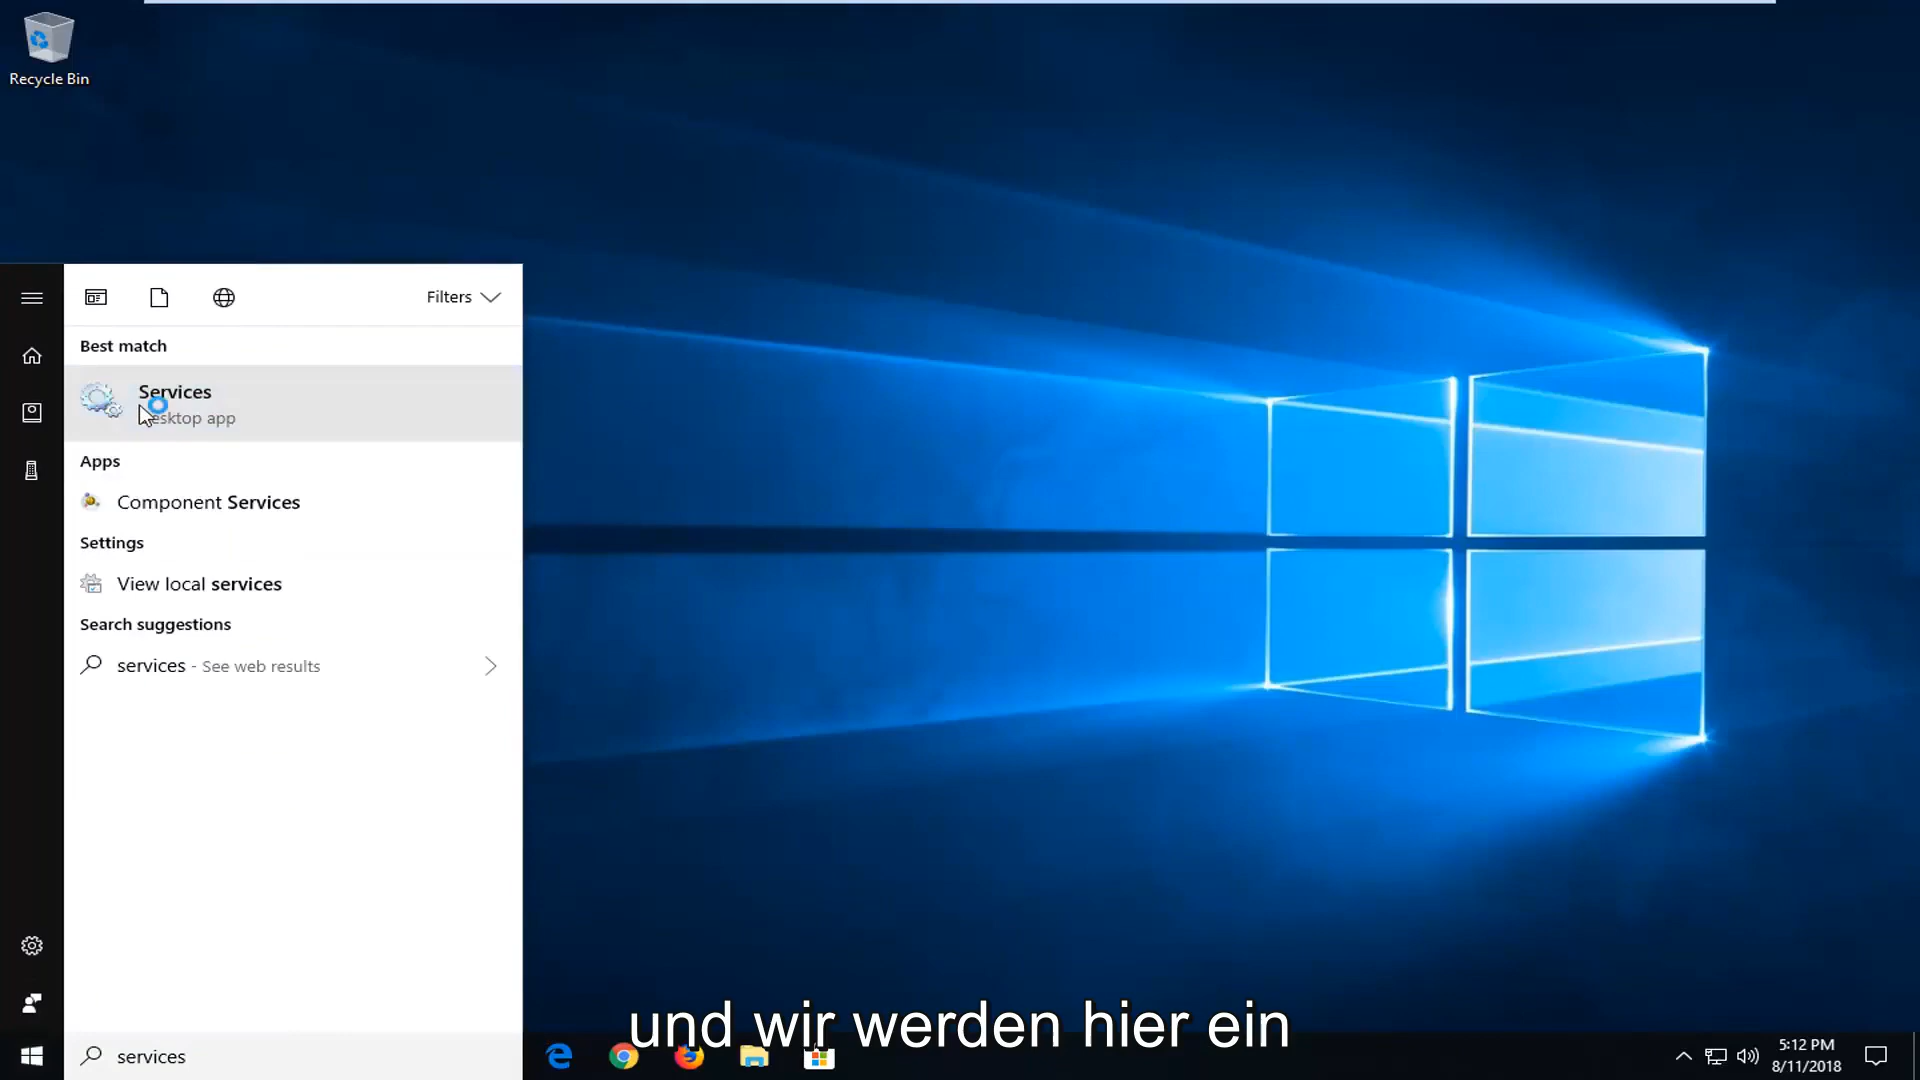 Recycle Bin
Filters
Best match
Services
Desktop app
Apps
Component Services
Settings
View local services
Search suggestions
services - See web results
und wir werden hier ein
services
5:12 PM
8/11/2018